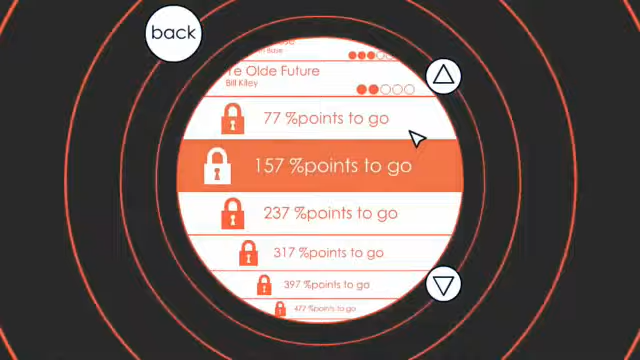 back
Ye Olde Future
Bill Kiley
77 %points to go
157 %points to go
237 %points to go
317 %points to go
397 %points to go
477 %points to go